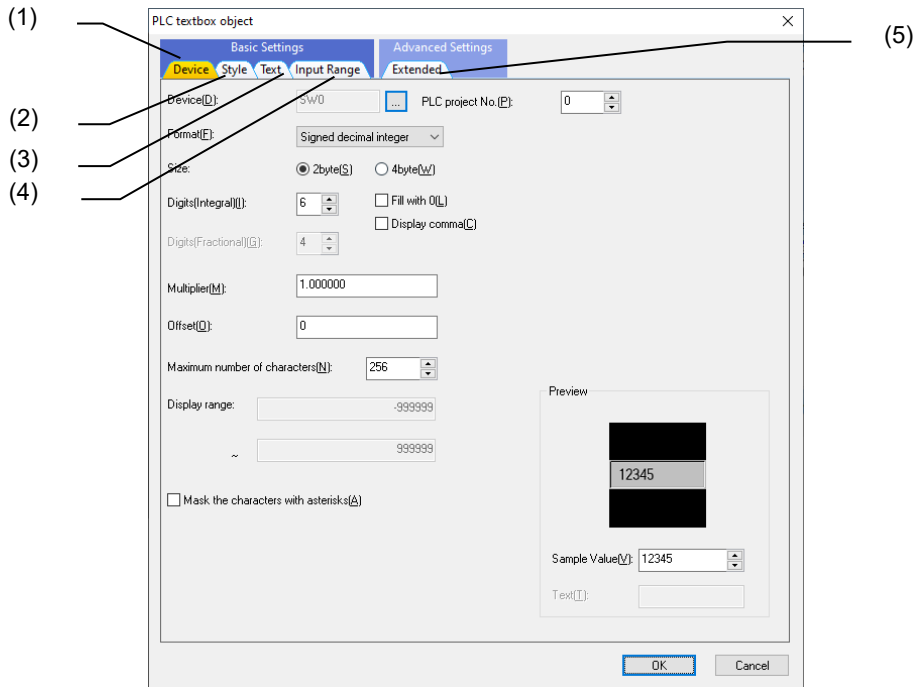 (1)
PLC textbox object
Basic Settings
Advanced Settings
(5)
Device Style Text Input Range Extended
Device(D): SW0 ... PLC project No.(P): 0
(2)
Format(F): Signed decimal integer
(3)
Size: 2byte(S) 4byte(W)
(4)
Digits(Integral)(I): 6 Fill with 0(L)
Display comma(C)
Digits(Fractional)(G): 4
Multiplier(M): 1.000000
Offset(O): 0
Maximum number of characters(N): 256
Display range: -999999
~ 999999
Mask the characters with asterisks(A)
Preview
12345
Sample Value(V): 12345
Text(T):
OK Cancel